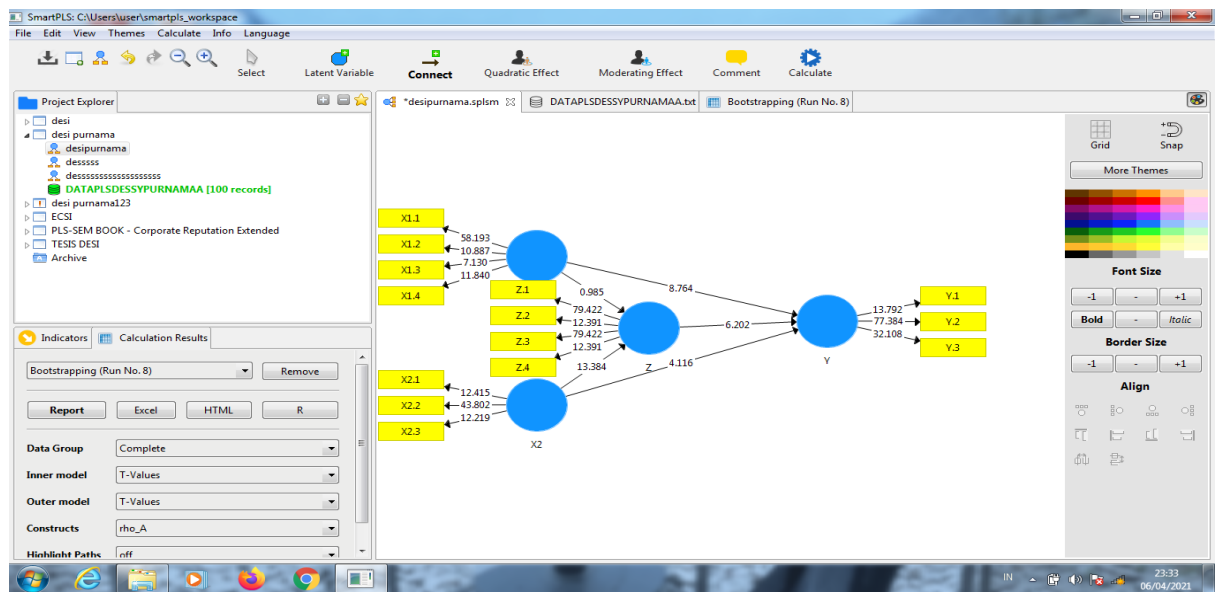 SmartPLS: C:\Users\user\smartpls_workspace
File Edit View Themes Calculate Info Language
Select Latent Variable Connect Quadratic Effect Moderating Effect Comment Calculate
Project Explorer
*desipurnama.splsm DATAPLSDESSYPURNAMAA.txt Bootstrapping (Run No. 8)
desi
desi purnama
desipurnama
desssss
DATAPLSDESSYPURNAMAA [100 records]
desi purnama123
ECSI
PLS-SEM BOOK - Corporate Reputation Extended
TESIS DESI
Archive
Indicators Calculation Results
Bootstrapping (Run No. 8) Remove
Report Excel HTML R
Data Group Complete
Inner model T-Values
Outer model T-Values
Constructs rho_A
Highlight Paths off
X1.1
X1.2
X1.3
X1.4
58.193
10.887
7.130
11.840
Z.1
Z.2
Z.3
Z.4
79.422
12.391
79.422
12.391
0.985
8.764
6.202
4.116
13.384
Z
X2.1
X2.2
X2.3
12.415
43.802
12.219
X2
Y
13.792
77.384
32.108
Y.1
Y.2
Y.3
Grid Snap
More Themes
Font Size
-1 - +1
Bold - Italic
Border Size
-1 - +1
Align
IN
23:33
06/04/2021